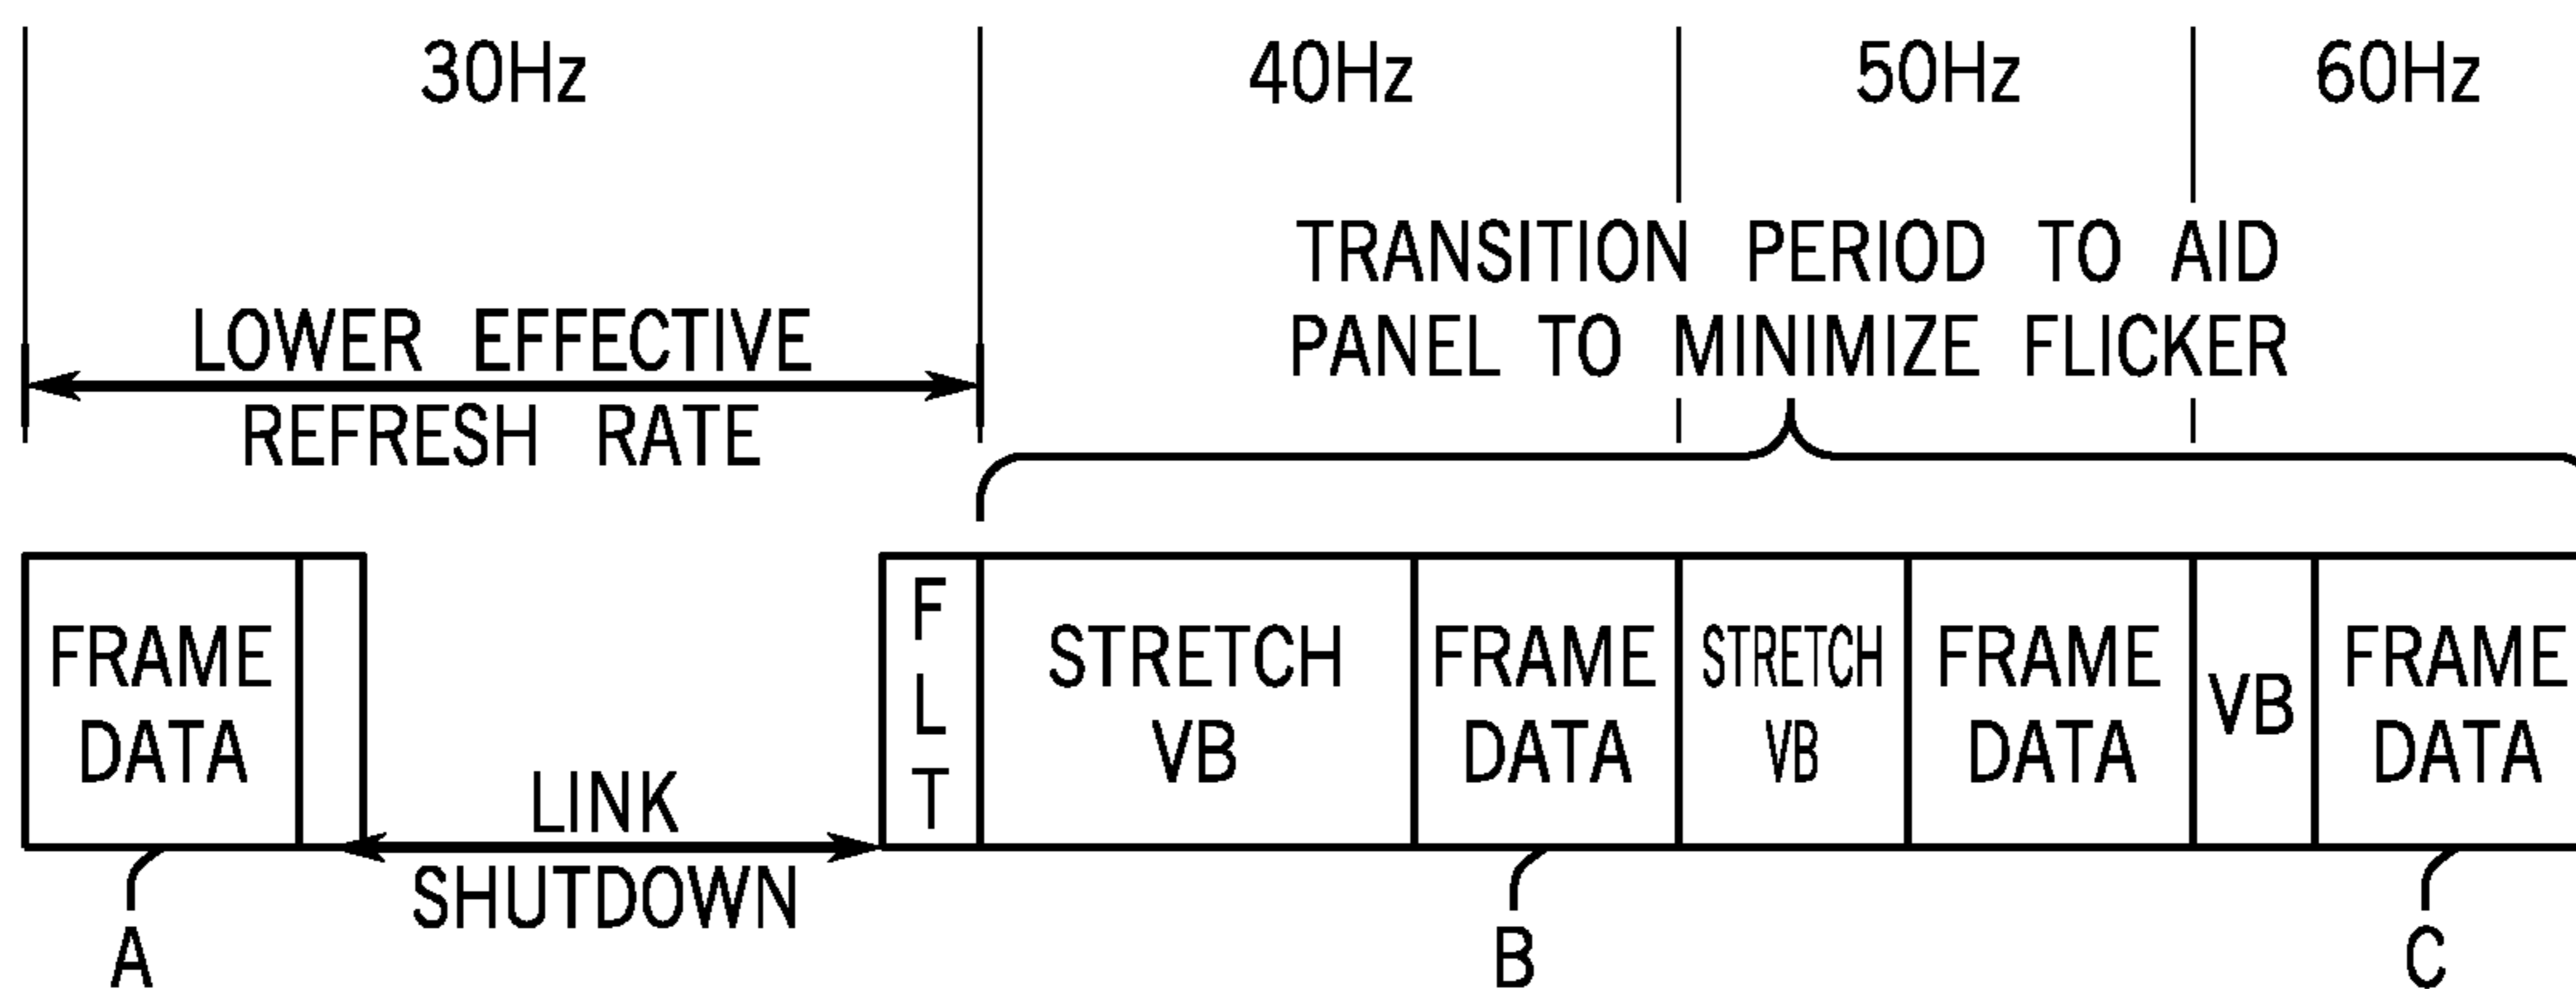 30Hz
40Hz
50Hz
60Hz
LOWER EFFECTIVE
REFRESH RATE
TRANSITION PERIOD TO AID
PANEL TO MINIMIZE FLICKER
FRAME
DATA
LINK
SHUTDOWN
FLT
STRETCH
VB
FRAME
DATA
STRETCH
VB
FRAME
DATA
VB
FRAME
DATA
A
B
C